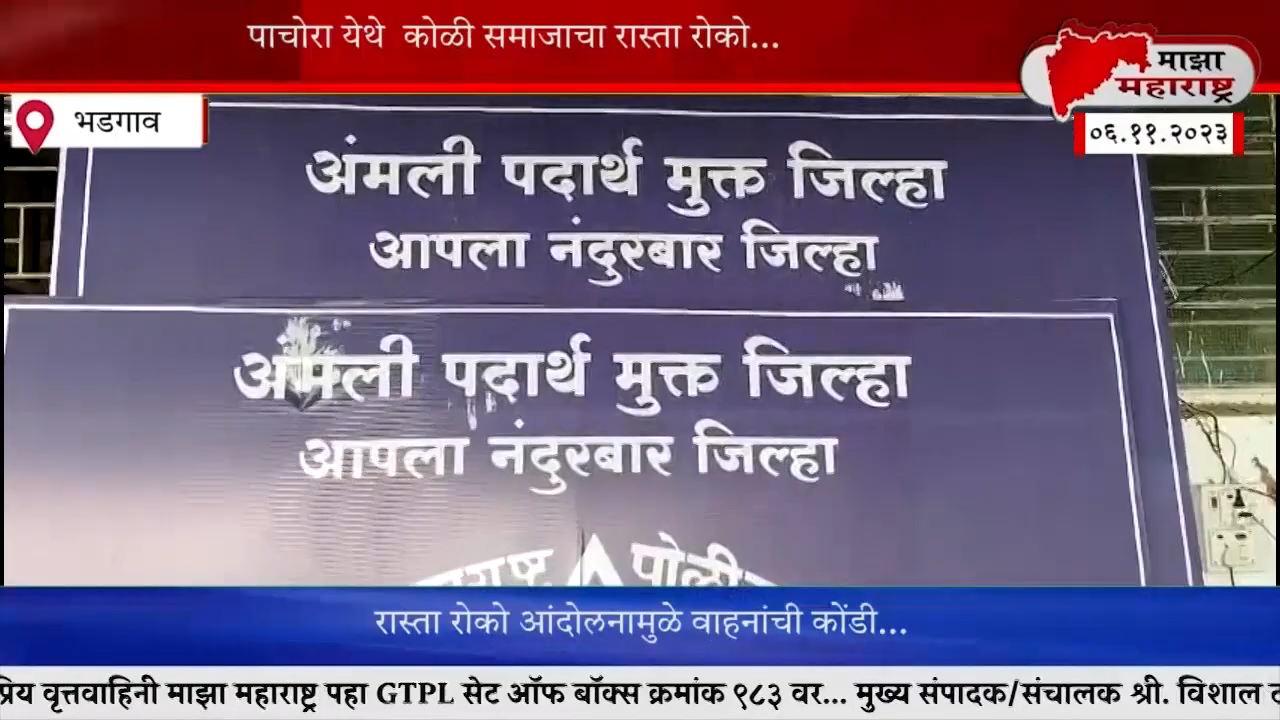 पाचोरा येथे कोळी समाजाचा रास्ता रोको...
माझा
महाराष्ट्र
०६.११.२०२३
भडगाव
अंमली पदार्थ मुक्त जिल्हा
आपला नंदुरबार जिल्हा
अंमली पदार्थ मुक्त जिल्हा
आपला नंदुरबार जिल्हा
रास्ता रोको आंदोलनामुळे वाहनांची कोंडी...
प्रिय वृत्तवाहिनी माझा महाराष्ट्र पहा GTPL सेट ऑफ बॉक्स क्रमांक ९८३ वर... मुख्य संपादक/संचालक श्री. विशाल